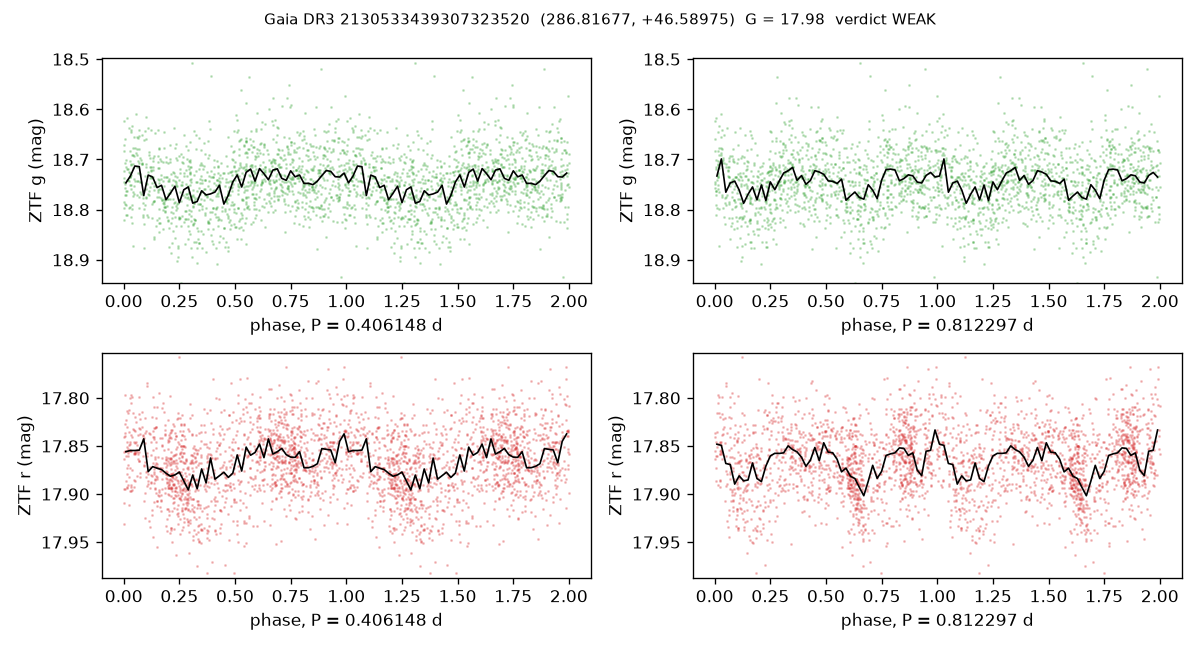 Gaia DR3 2130533439307323520  (286.81677, +46.58975)  G = 17.98  verdict WEAK
ZTF g (mag)
18.5
18.6
18.7
18.8
18.9
0.00 0.25 0.50 0.75 1.00 1.25 1.50 1.75 2.00
phase, P = 0.406148 d
ZTF g (mag)
18.5
18.6
18.7
18.8
18.9
0.00 0.25 0.50 0.75 1.00 1.25 1.50 1.75 2.00
phase, P = 0.812297 d
ZTF r (mag)
17.80
17.85
17.90
17.95
0.00 0.25 0.50 0.75 1.00 1.25 1.50 1.75 2.00
phase, P = 0.406148 d
ZTF r (mag)
17.80
17.85
17.90
17.95
0.00 0.25 0.50 0.75 1.00 1.25 1.50 1.75 2.00
phase, P = 0.812297 d